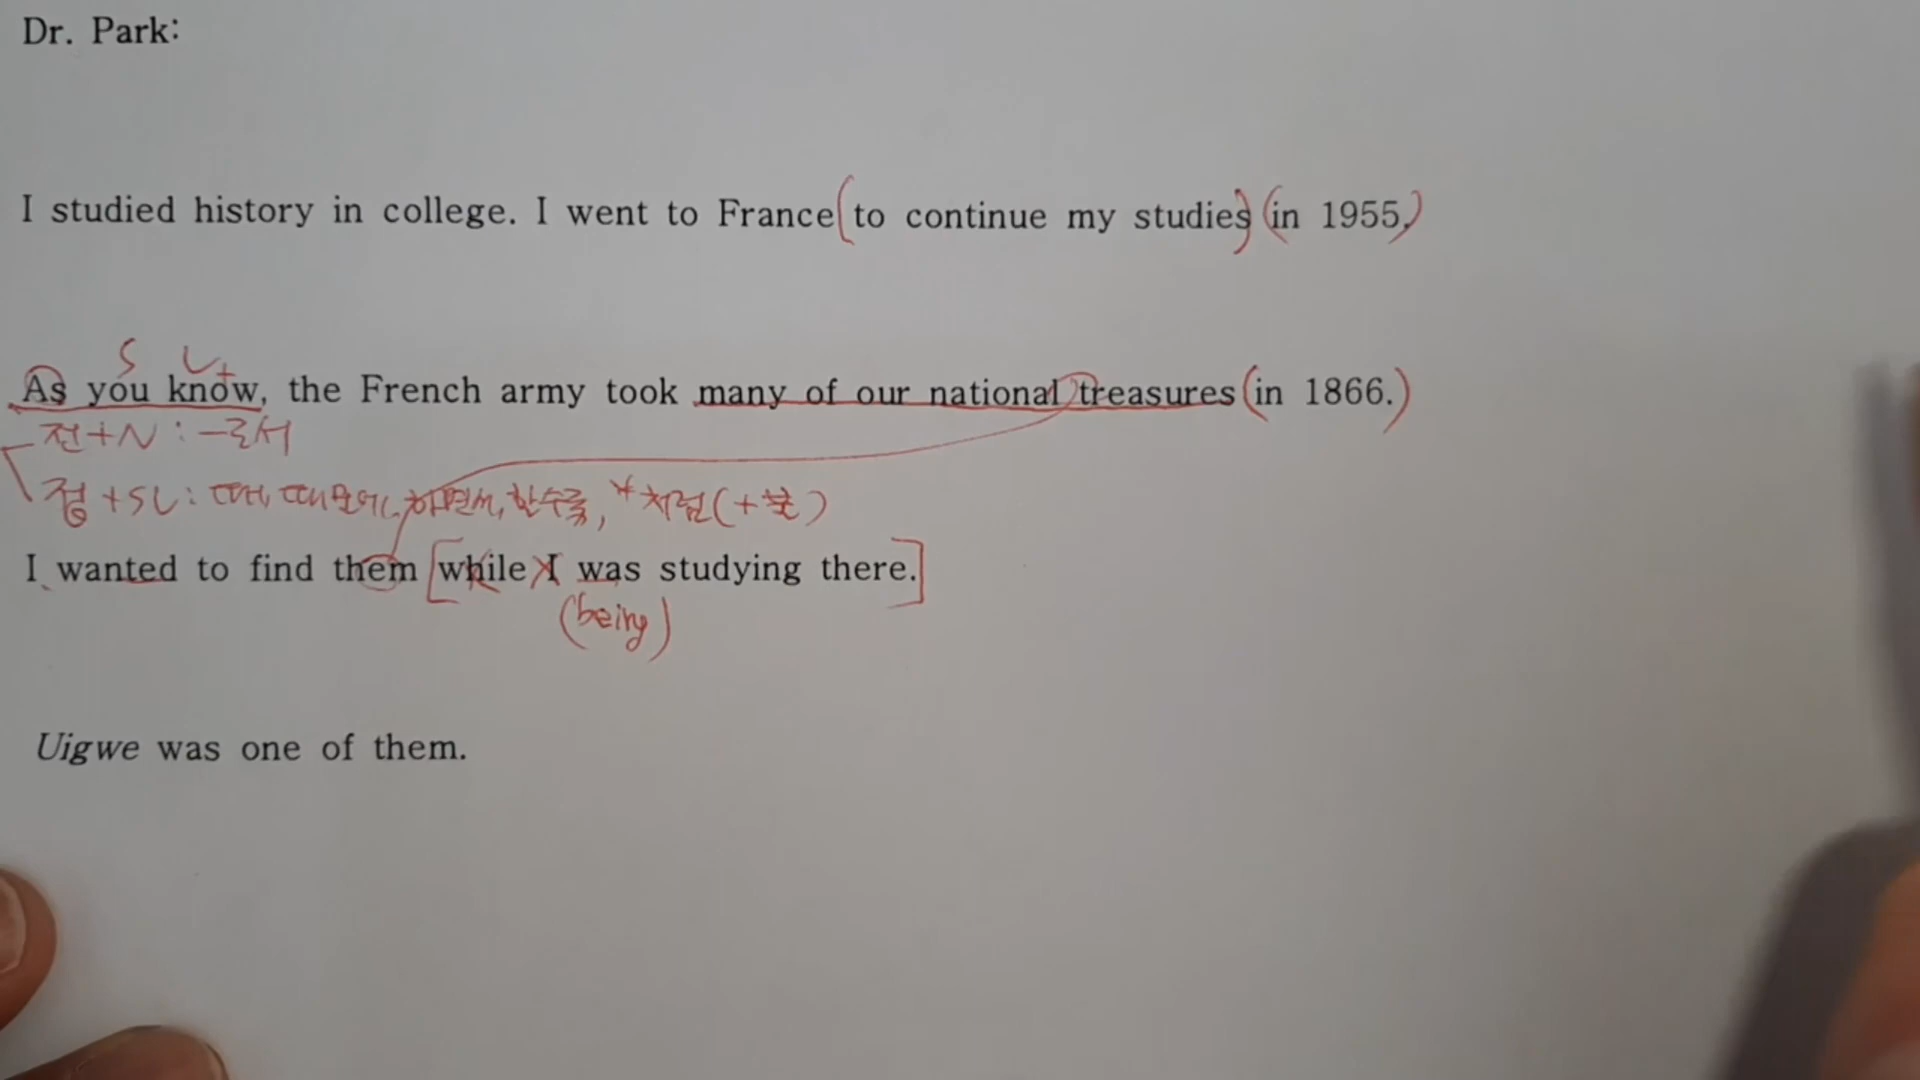 Dr. Park:
I studied history in college. I went to France (to continue my studies) (in 1955.)
S V
As you know, the French army took many of our national treasures (in 1866.)
전+N : -로서
접+SV : 때, 때문에, 하면서, 할수록, *처럼(+불)
I wanted to find them [while I was studying there.]
(being)
Uigwe was one of them.